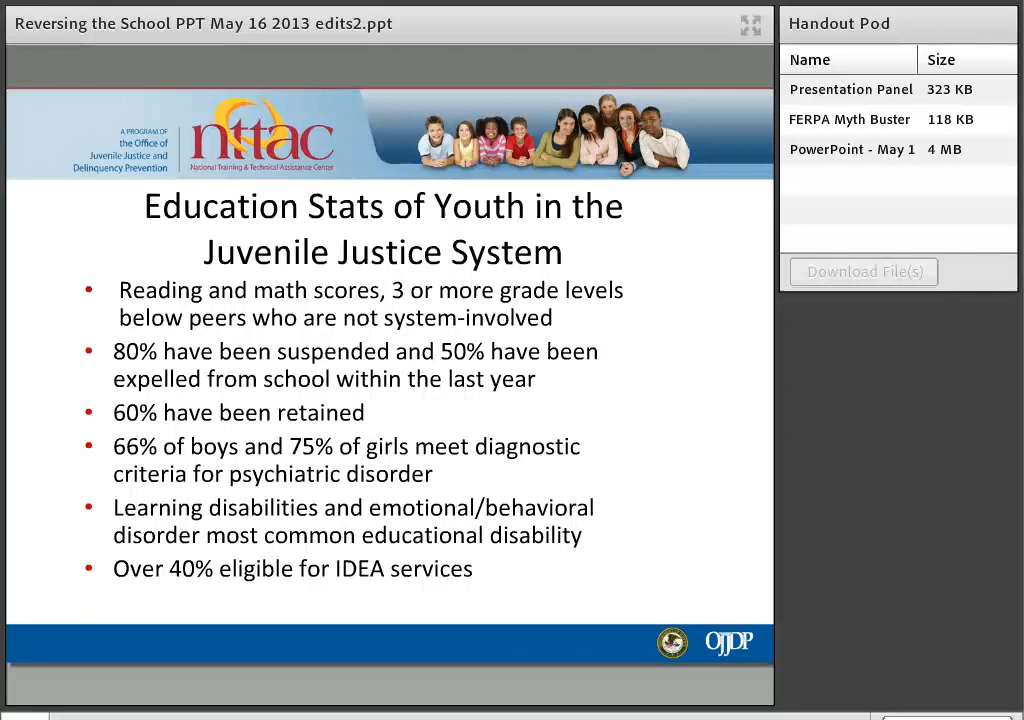 Reversing the School PPT May 16 2013 edits2.ppt
A PROGRAM OF
the Office of
Juvenile Justice and
Delinquency Prevention
nttac
National Training & Technical Assistance Center
Education Stats of Youth in the
Juvenile Justice System
• Reading and math scores, 3 or more grade levels
below peers who are not system-involved
• 80% have been suspended and 50% have been
expelled from school within the last year
• 60% have been retained
• 66% of boys and 75% of girls meet diagnostic
criteria for psychiatric disorder
• Learning disabilities and emotional/behavioral
disorder most common educational disability
• Over 40% eligible for IDEA services
OJJDP
Handout Pod
Name Size
Presentation Panel 323 KB
FERPA Myth Buster 118 KB
PowerPoint - May 1 4 MB
Download File(s)